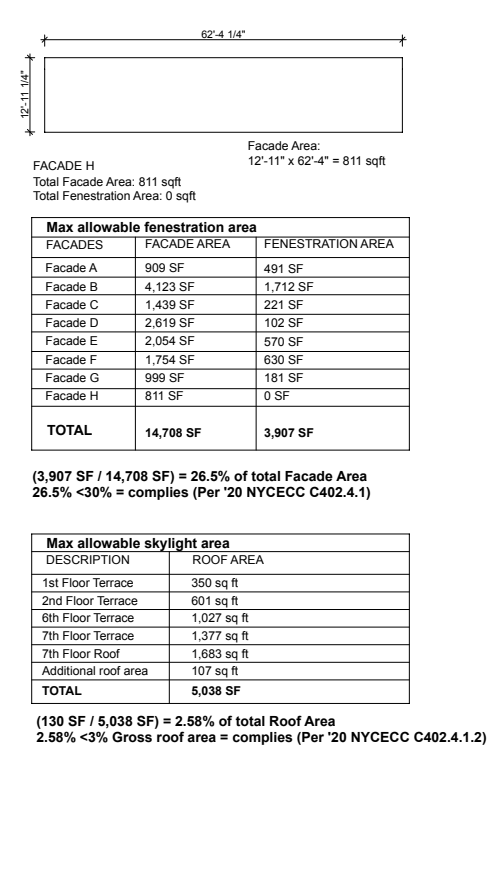 62'-4 1/4"
12'-11 1/4"
Facade Area:
12'-11" x 62'-4" = 811 sqft
FACADE H
Total Facade Area: 811 sqft
Total Fenestration Area: 0 sqft
Max allowable fenestration area
FACADES FACADE AREA FENESTRATION AREA
Facade A 909 SF 491 SF
Facade B 4,123 SF 1,712 SF
Facade C 1,439 SF 221 SF
Facade D 2,619 SF 102 SF
Facade E 2,054 SF 570 SF
Facade F 1,754 SF 630 SF
Facade G 999 SF 181 SF
Facade H 811 SF 0 SF
TOTAL 14,708 SF 3,907 SF
(3,907 SF / 14,708 SF) = 26.5% of total Facade Area
26.5% <30% = complies (Per '20 NYCECC C402.4.1)
Max allowable skylight area
DESCRIPTION ROOF AREA
1st Floor Terrace 350 sq ft
2nd Floor Terrace 601 sq ft
6th Floor Terrace 1,027 sq ft
7th Floor Terrace 1,377 sq ft
7th Floor Roof 1,683 sq ft
Additional roof area 107 sq ft
TOTAL 5,038 SF
(130 SF / 5,038 SF) = 2.58% of total Roof Area
2.58% <3% Gross roof area = complies (Per '20 NYCECC C402.4.1.2)